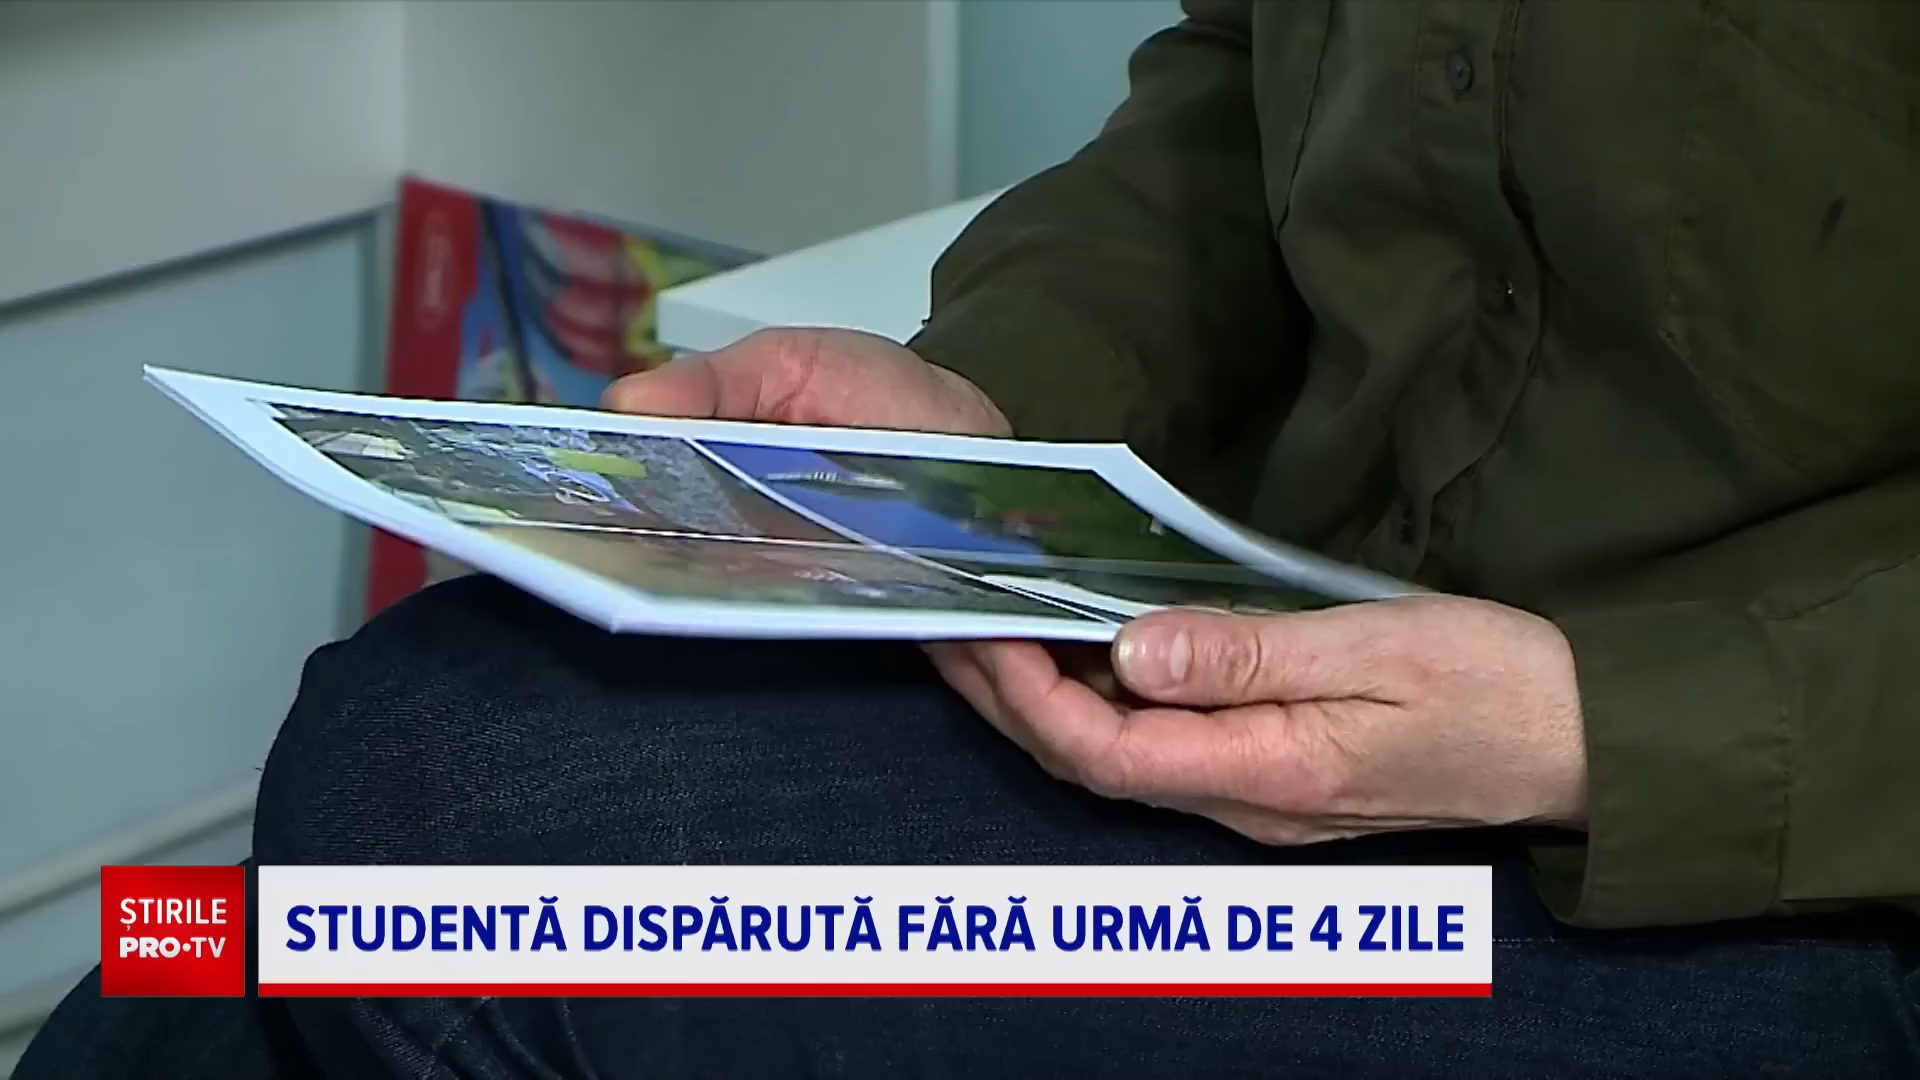 ȘTIRILE
PRO•TV
STUDENTĂ DISPĂRUTĂ FĂRĂ URMĂ DE 4 ZILE